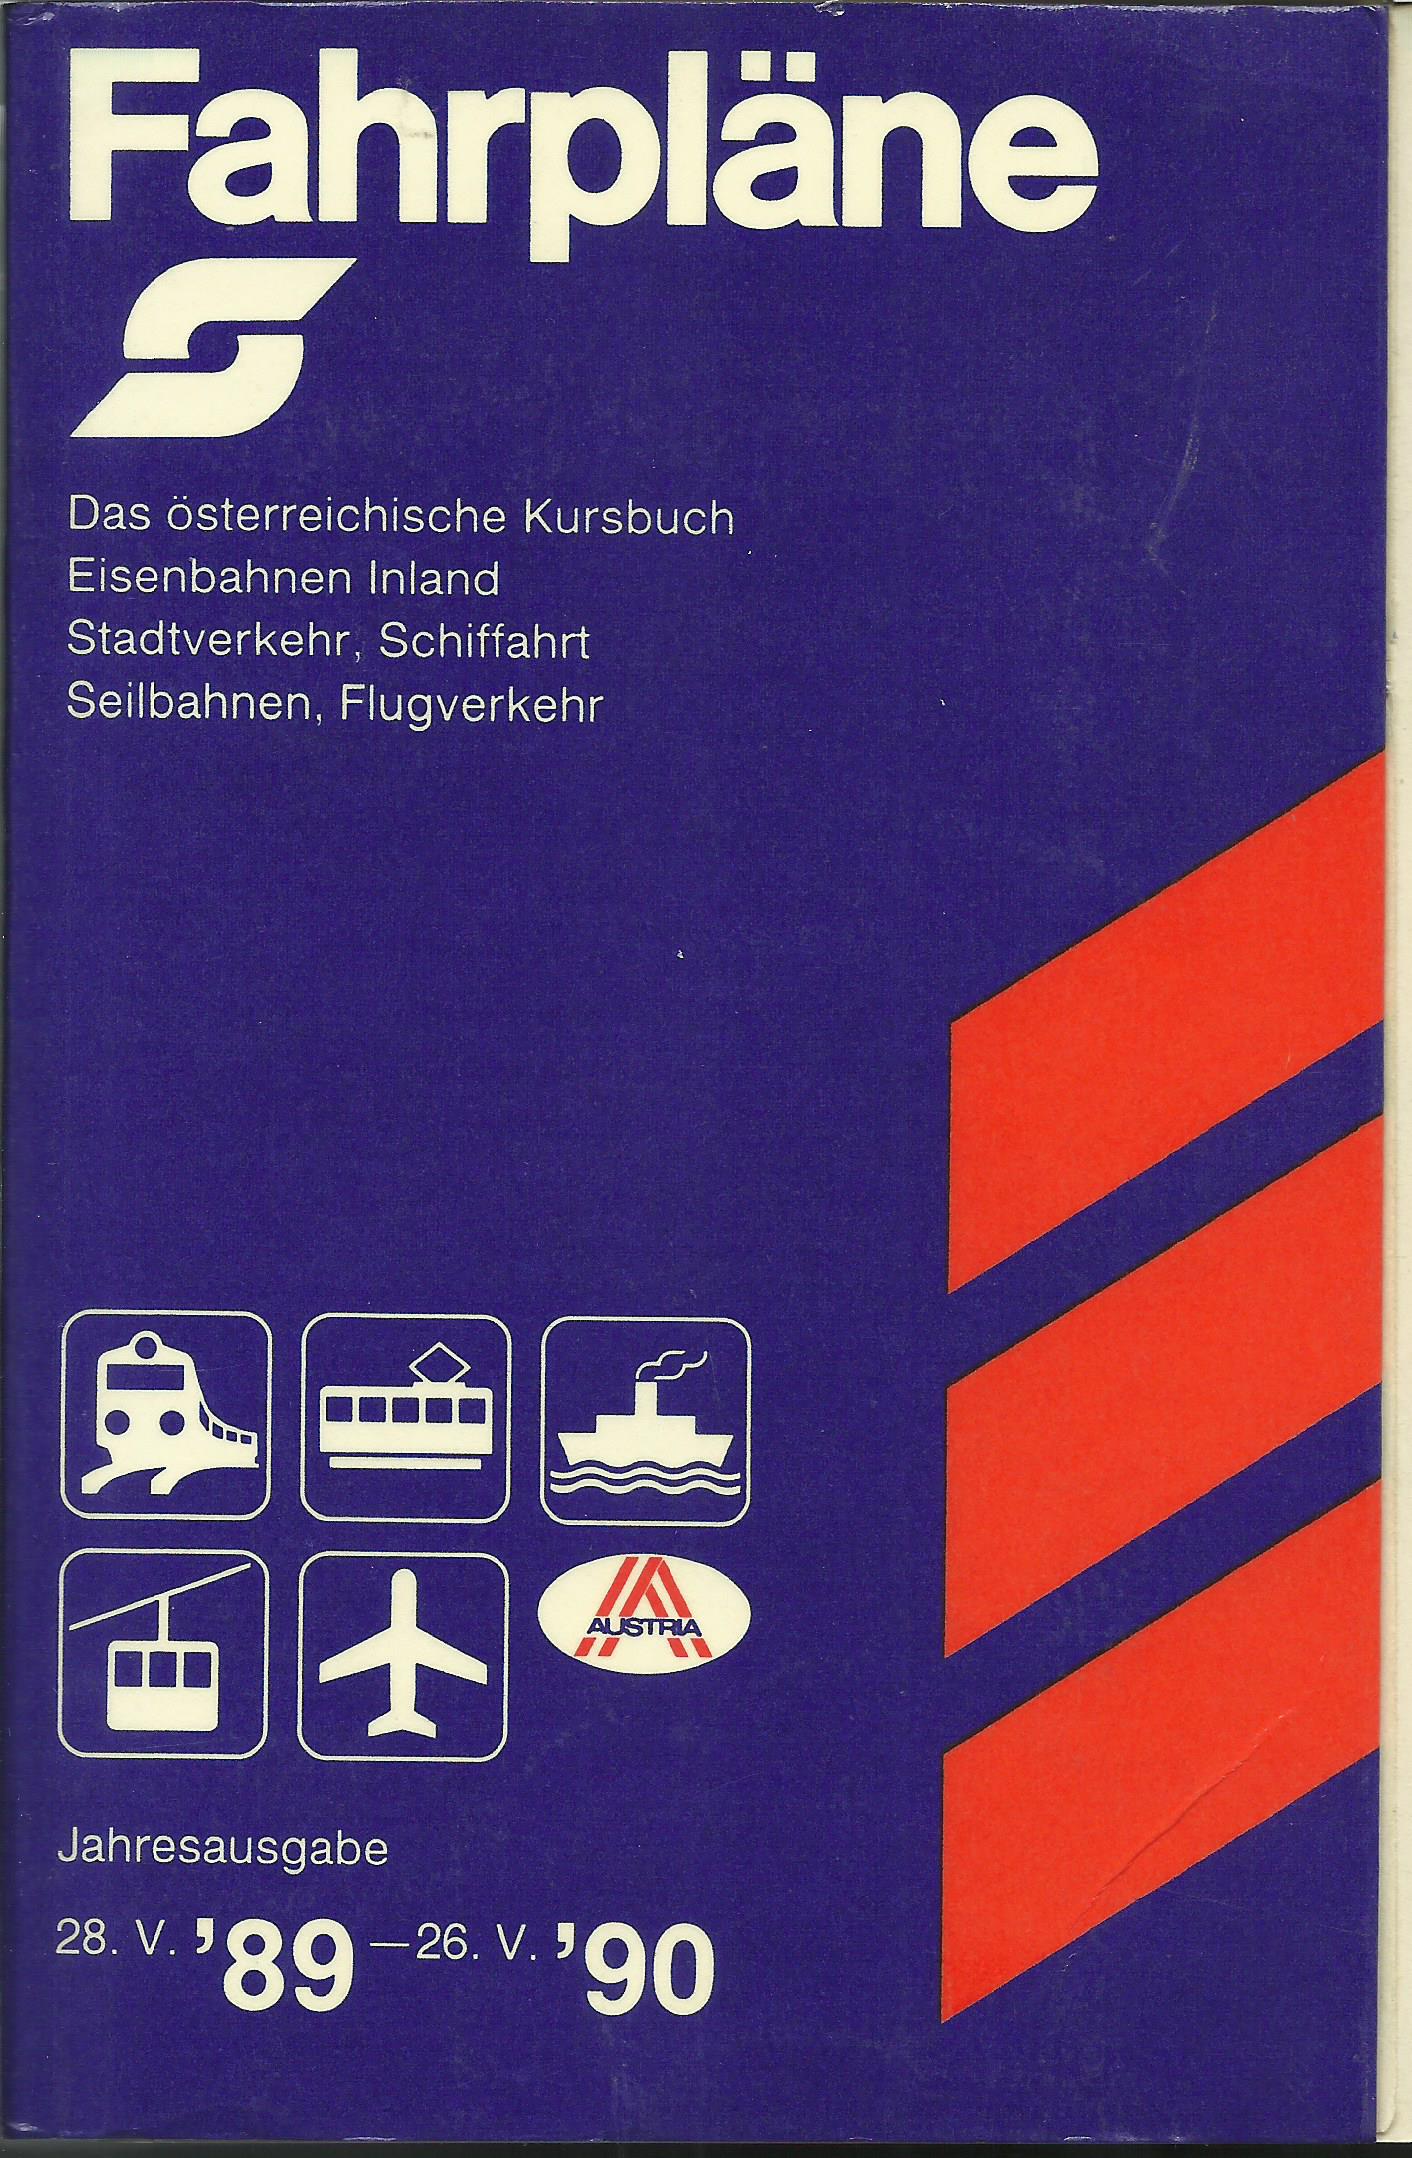 Fahrpläne
Das österreichische Kursbuch
Eisenbahnen Inland
Stadtverkehr, Schiffahrt
Seilbahnen, Flugverkehr
AUSTRIA
Jahresausgabe
28. V. '89 – 26. V. '90